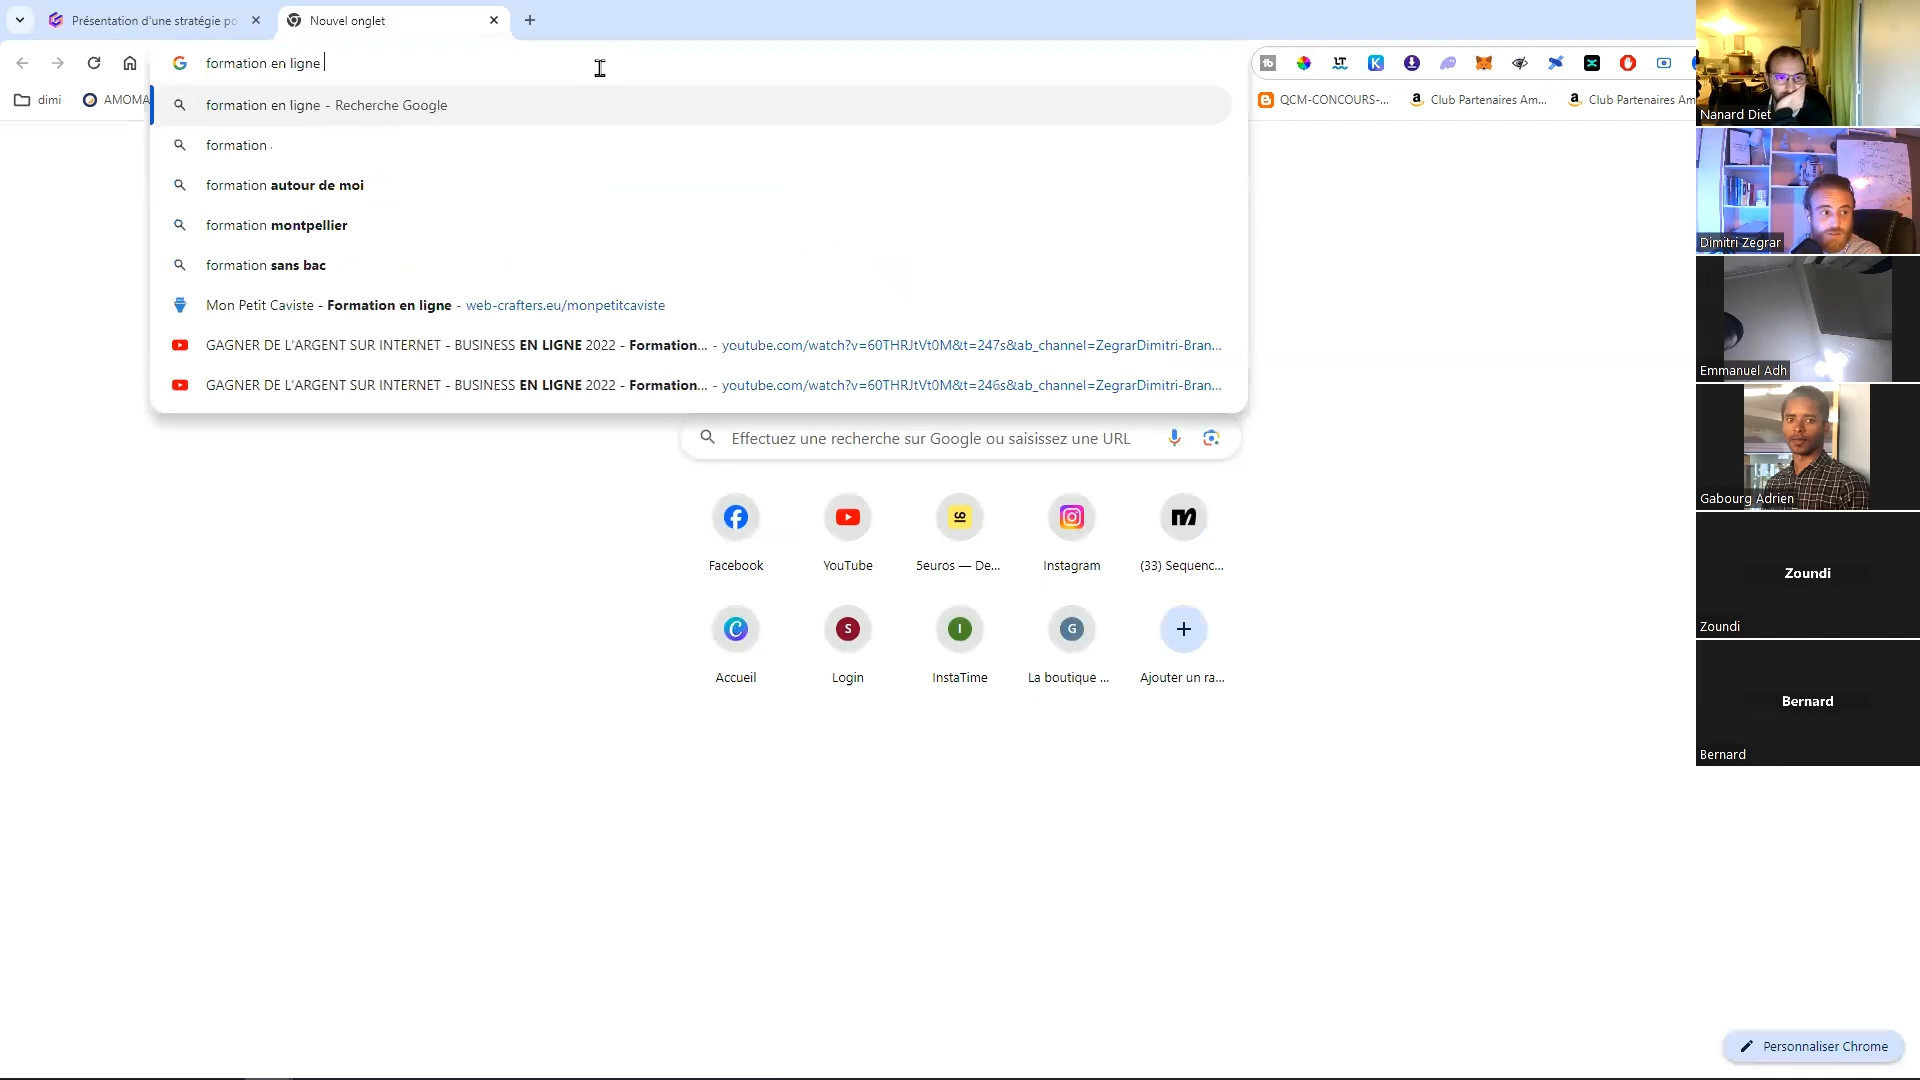 Présentation d'une stratégie po
Nouvel onglet
formation en ligne
dimi
AMOMA
QCM-CONCOURS-...
Club Partenaires Am...
Club Partenaires Am
formation en ligne - Recherche Google
formation
formation autour de moi
formation montpellier
formation sans bac
Mon Petit Caviste - Formation en ligne - web-crafters.eu/monpetitcaviste
GAGNER DE L'ARGENT SUR INTERNET - BUSINESS EN LIGNE 2022 - Formation... - youtube.com/watch?v=60THRJtVt0M&t=247s&ab_channel=ZegrarDimitri-Bran...
GAGNER DE L'ARGENT SUR INTERNET - BUSINESS EN LIGNE 2022 - Formation... - youtube.com/watch?v=60THRJtVt0M&t=246s&ab_channel=ZegrarDimitri-Bran...
Effectuez une recherche sur Google ou saisissez une URL
Facebook
YouTube
5euros — De...
Instagram
(33) Sequenc...
S
I
G
Accueil
Login
InstaTime
La boutique ...
Ajouter un ra...
Personnaliser Chrome
Nanard Diet
Dimitri Zegrar
Emmanuel Adh
Gabourg Adrien
Zoundi
Zoundi
Bernard
Bernard